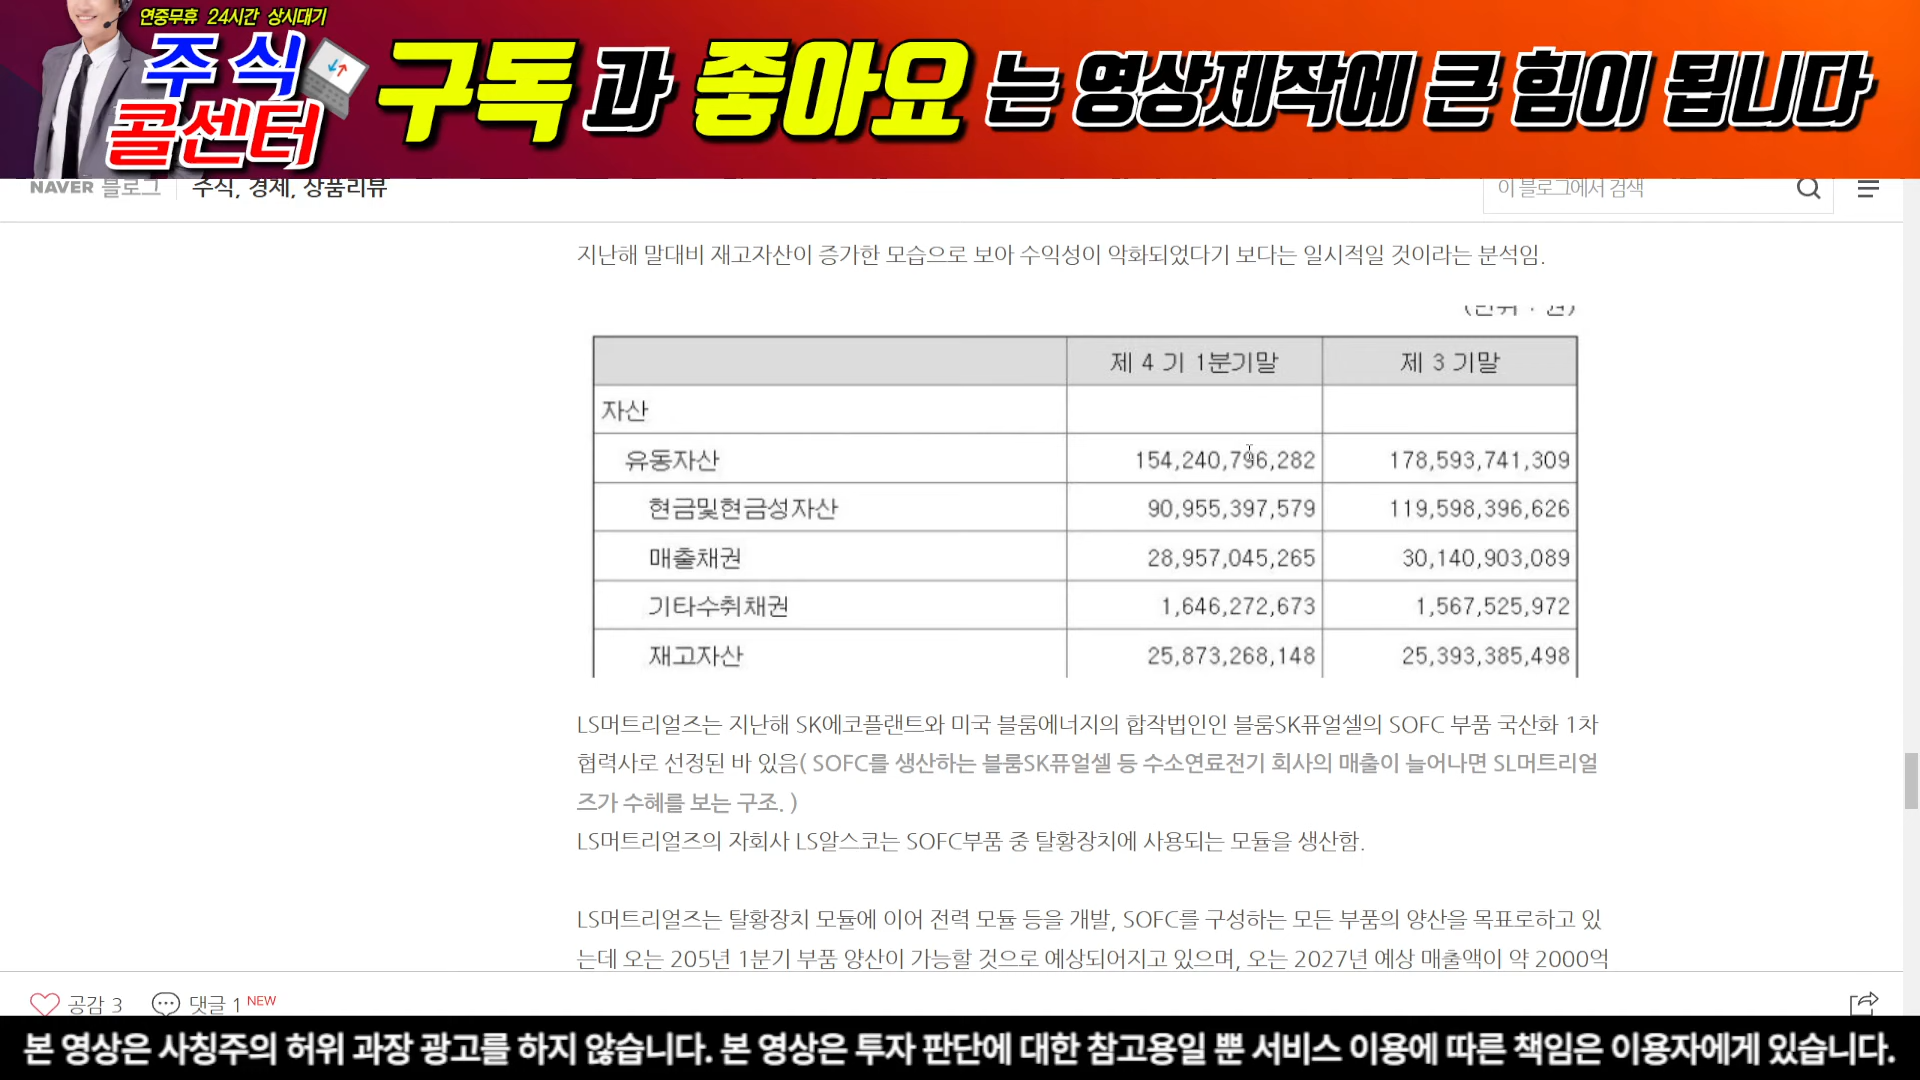 연중무휴 24시간 상시대기
주식
콜센터
구독과 좋아요는 영상제작에 큰 힘이 됩니다
NAVER 블로그 주식, 경제, 상품리뷰
이 블로그에서 검색
지난해 말대비 재고자산이 증가한 모습으로 보아 수익성이 악화되었다기 보다는 일시적일 것이라는 분석임.
(단위 : 원)
제 4 기 1분기말 제 3 기말
자산
유동자산 154,240,796,282 178,593,741,309
현금및현금성자산 90,955,397,579 119,598,396,626
매출채권 28,957,045,265 30,140,903,089
기타수취채권 1,646,272,673 1,567,525,972
재고자산 25,873,268,148 25,393,385,498
LS머트리얼즈는 지난해 SK에코플랜트와 미국 블룸에너지의 합작법인인 블룸SK퓨얼셀의 SOFC 부품 국산화 1차
협력사로 선정된 바 있음( SOFC를 생산하는 블룸SK퓨얼셀 등 수소연료전기 회사의 매출이 늘어나면 SL머트리얼
즈가 수혜를 보는 구조. )
LS머트리얼즈의 자회사 LS알스코는 SOFC부품 중 탈황장치에 사용되는 모듈을 생산함.
LS머트리얼즈는 탈황장치 모듈에 이어 전력 모듈 등을 개발, SOFC를 구성하는 모든 부품의 양산을 목표로하고 있
는데 오는 205년 1분기 부품 양산이 가능할 것으로 예상되어지고 있으며, 오는 2027년 예상 매출액이 약 2000억
공감 3 댓글 1 NEW
본 영상은 사칭주의 허위 과장 광고를 하지 않습니다. 본 영상은 투자 판단에 대한 참고용일 뿐 서비스 이용에 따른 책임은 이용자에게 있습니다.